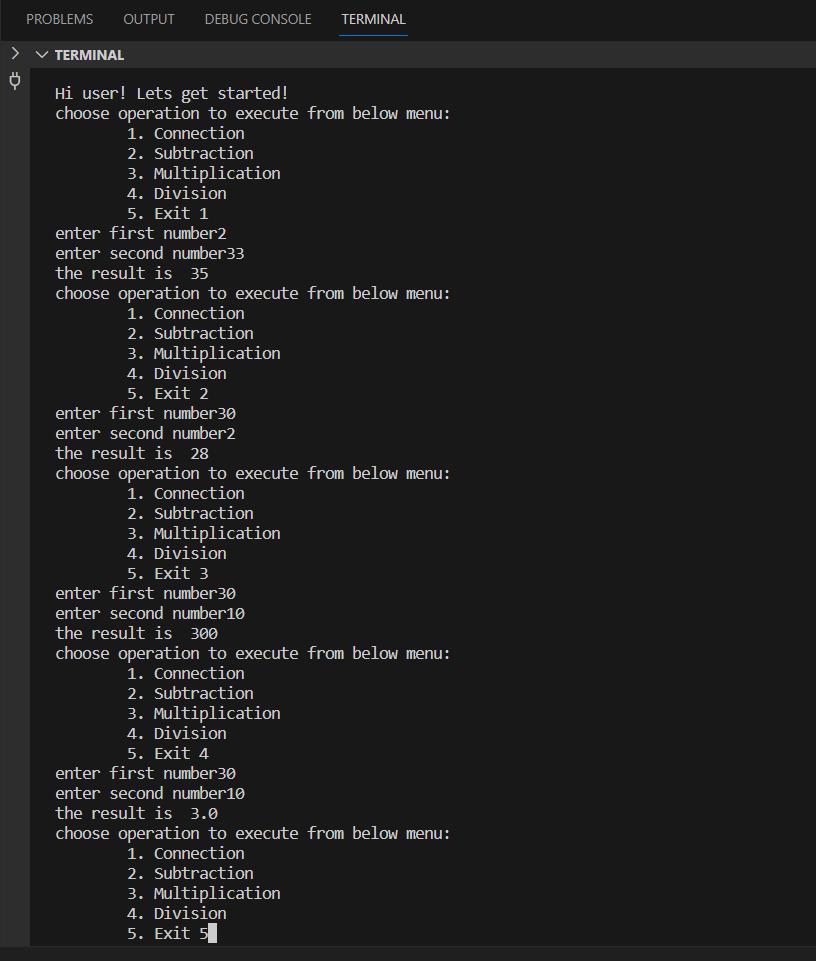 PROBLEMS OUTPUT DEBUG CONSOLE TERMINAL
TERMINAL
Hi user! Lets get started!
choose operation to execute from below menu:
1. Connection
2. Subtraction
3. Multiplication
4. Division
5. Exit 1
enter first number2
enter second number33
the result is  35
choose operation to execute from below menu:
1. Connection
2. Subtraction
3. Multiplication
4. Division
5. Exit 2
enter first number30
enter second number2
the result is  28
choose operation to execute from below menu:
1. Connection
2. Subtraction
3. Multiplication
4. Division
5. Exit 3
enter first number30
enter second number10
the result is  300
choose operation to execute from below menu:
1. Connection
2. Subtraction
3. Multiplication
4. Division
5. Exit 4
enter first number30
enter second number10
the result is  3.0
choose operation to execute from below menu:
1. Connection
2. Subtraction
3. Multiplication
4. Division
5. Exit 5